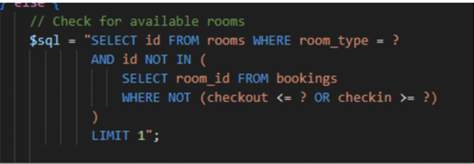 } else {
// Check for available rooms
$sql = "SELECT id FROM rooms WHERE room_type = ?
AND id NOT IN (
SELECT room_id FROM bookings
WHERE NOT (checkout <= ? OR checkin >= ?)
)
LIMIT 1";